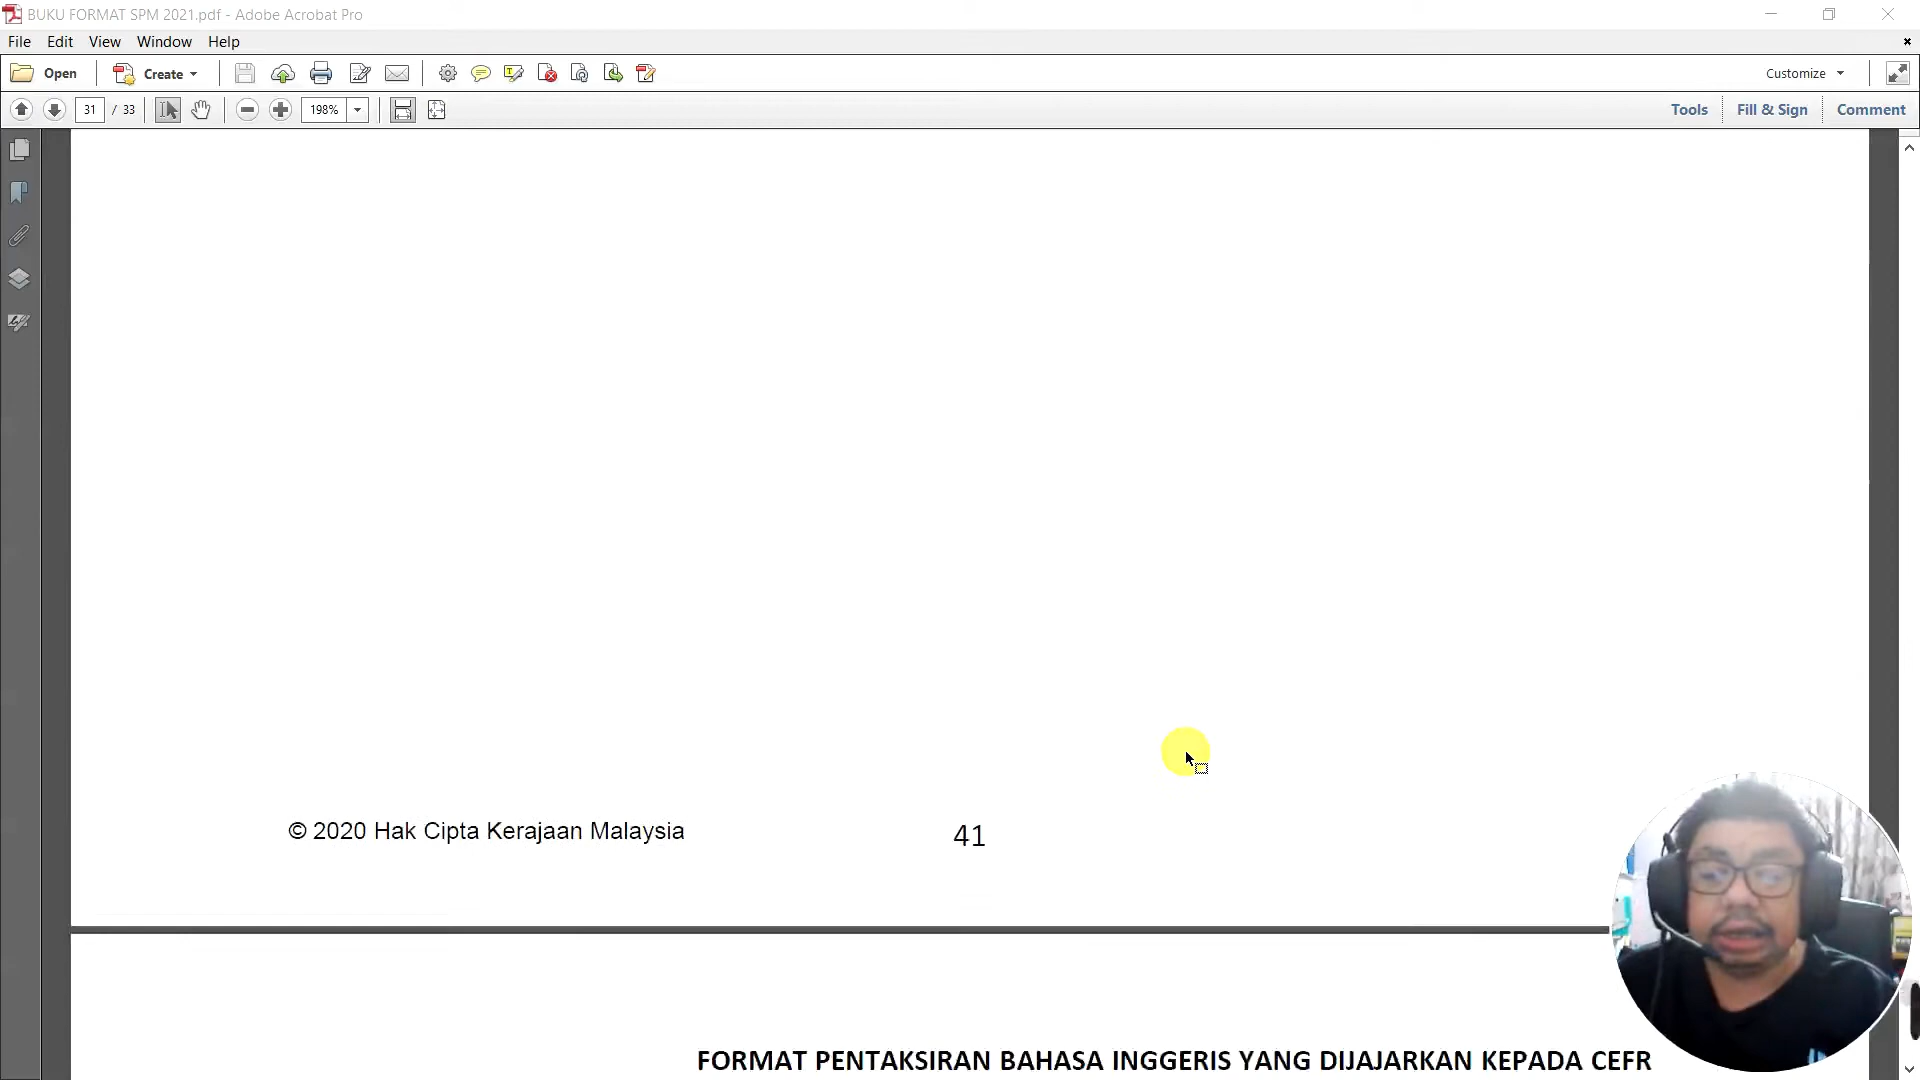 BUKU FORMAT SPM 2021.pdf - Adobe Acrobat Pro
File Edit View Window Help
Open Create Customize
31 / 33 198% Tools Fill & Sign Comment
© 2020 Hak Cipta Kerajaan Malaysia 41
FORMAT PENTAKSIRAN BAHASA INGGERIS YANG DIJAJARKAN KEPADA CEFR